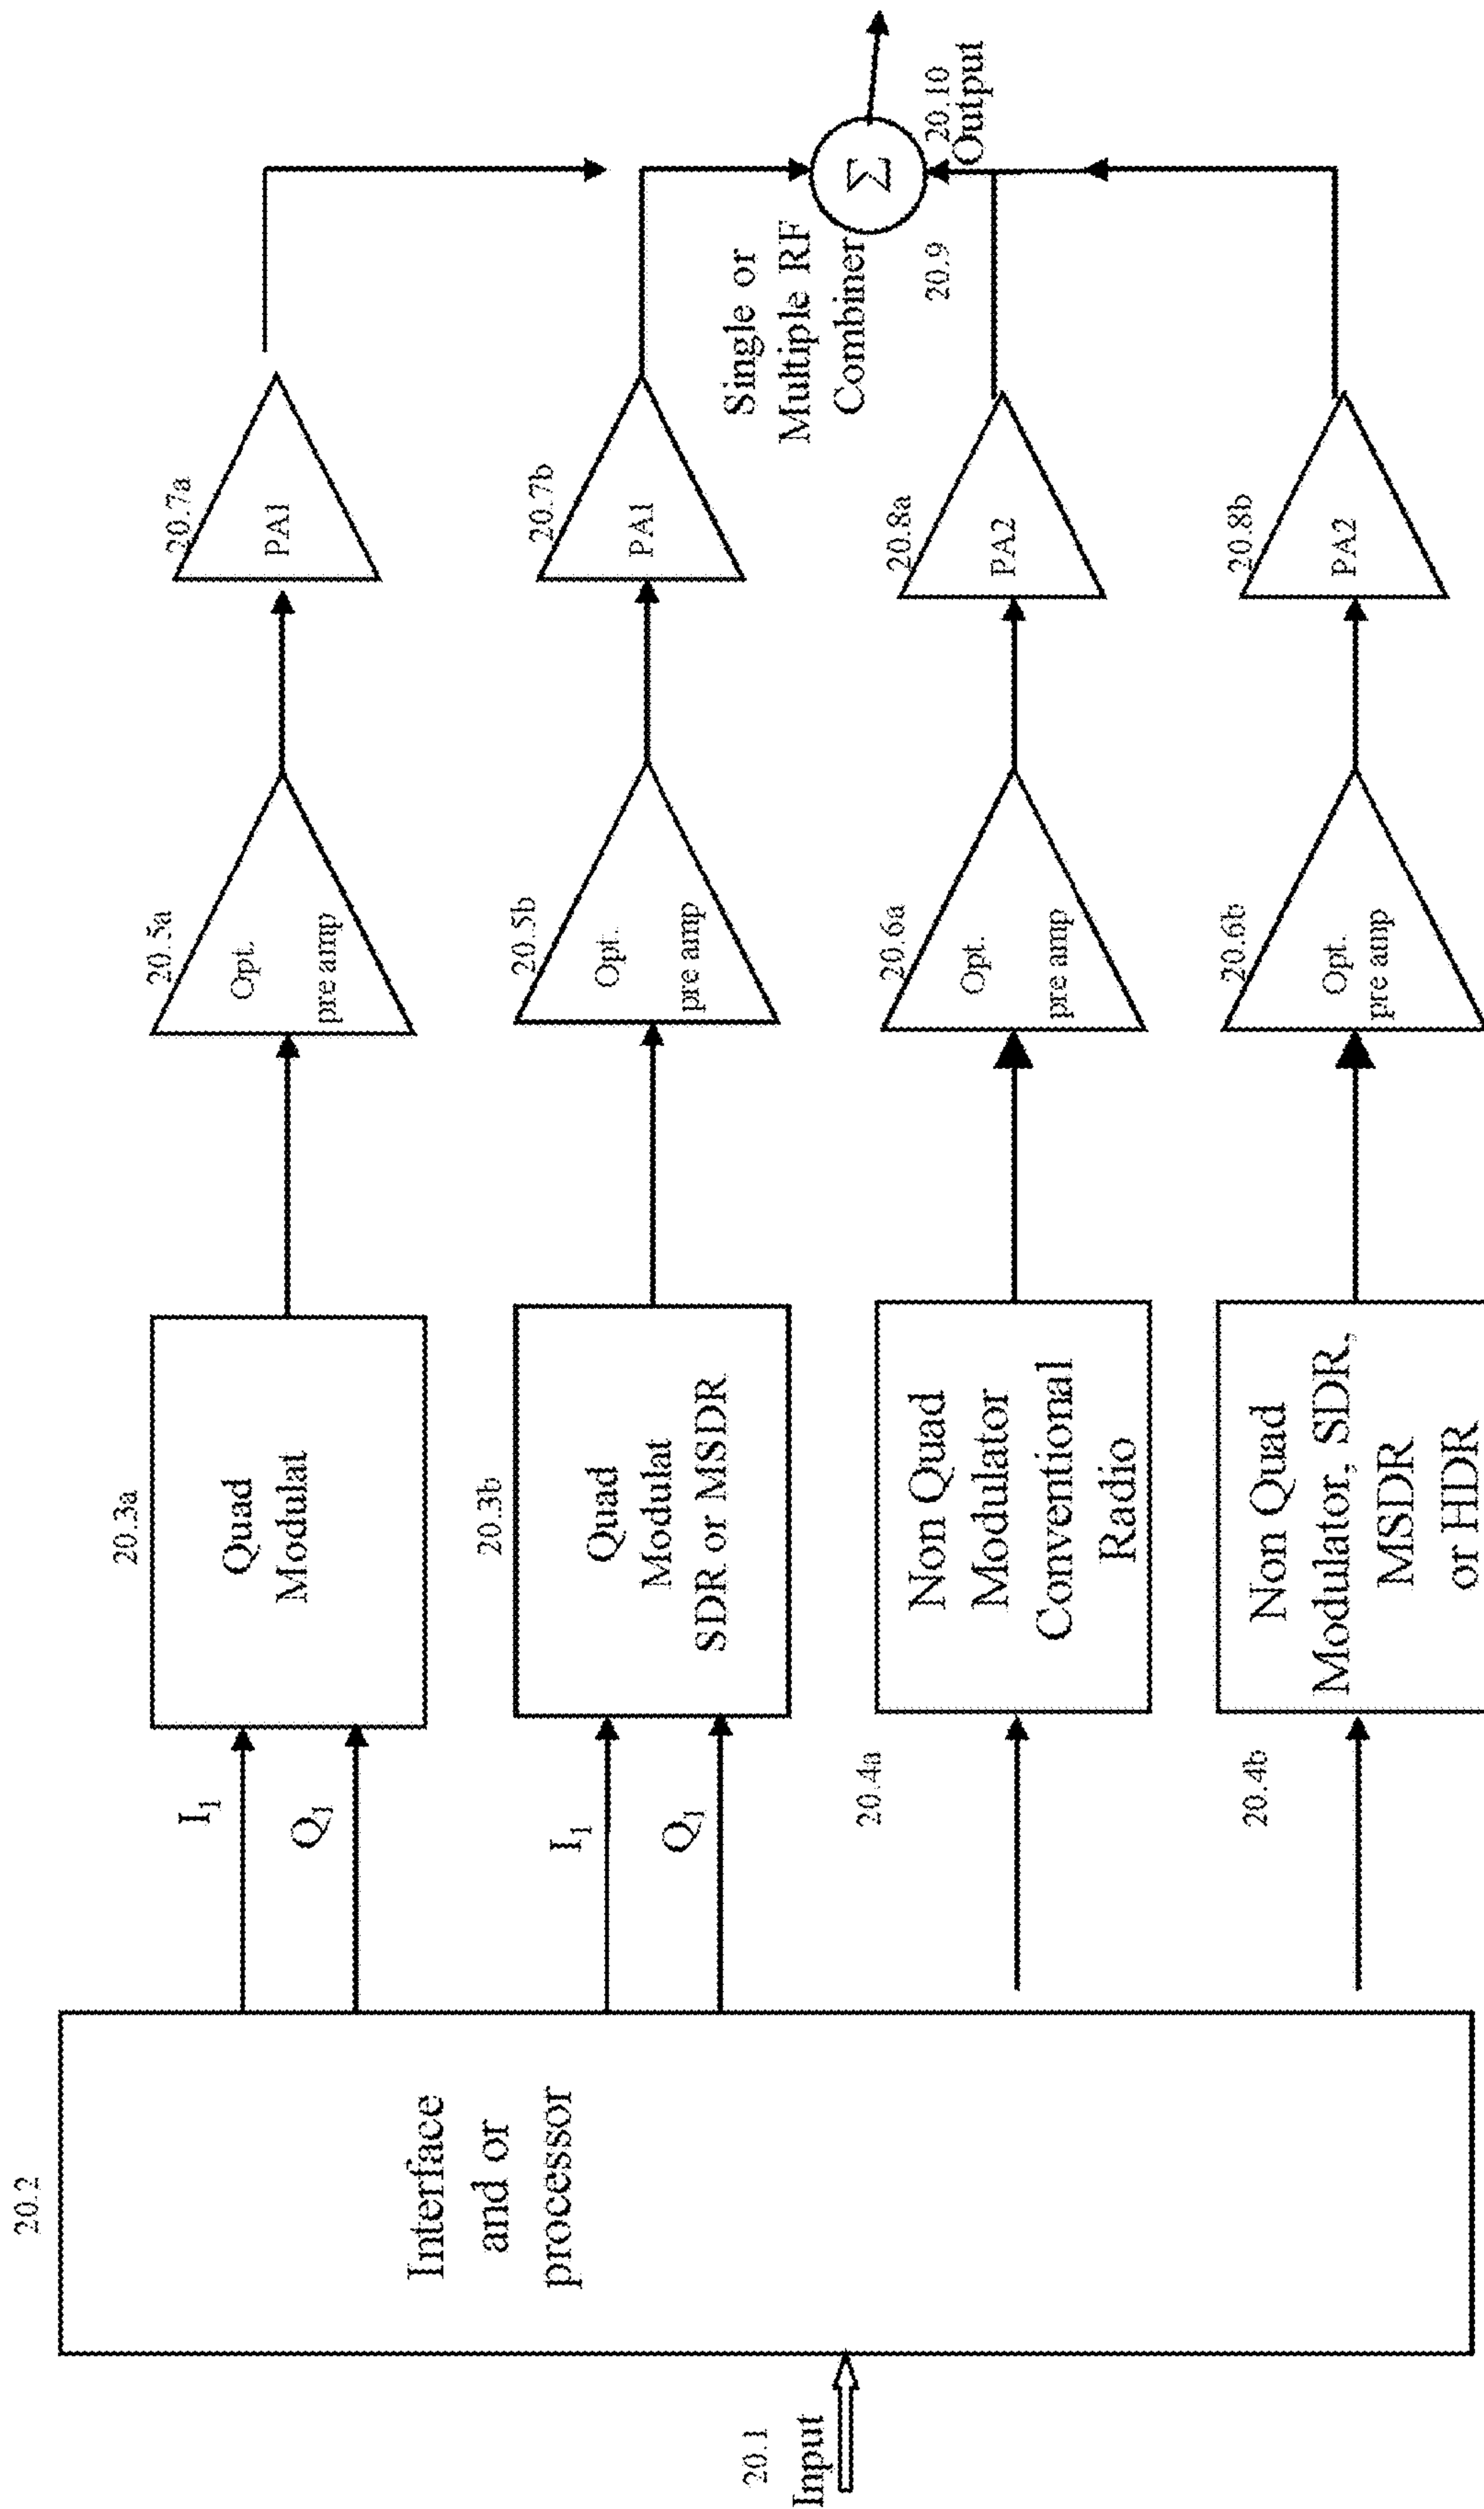 20.1
Input
20.2
Interface
and or
processor
I1
Q1
20.3a
Quad
Modulat
20.5a
Opt.
pre amp
20.7a
PA1
I1
Q1
20.3b
Quad
Modulat
SDR or MSDR
20.5b
Opt.
pre amp
20.7b
PA1
Single or
Multiple RF
Combiner
Σ
20.9
20.10
Output
20.4a
Non Quad
Modulator
Conventional
Radio
20.6a
Opt.
pre amp
20.8a
PA2
20.4b
Non Quad
Modulator, SDR,
MSDR
or HDR
20.6b
Opt.
pre amp
20.8b
PA2